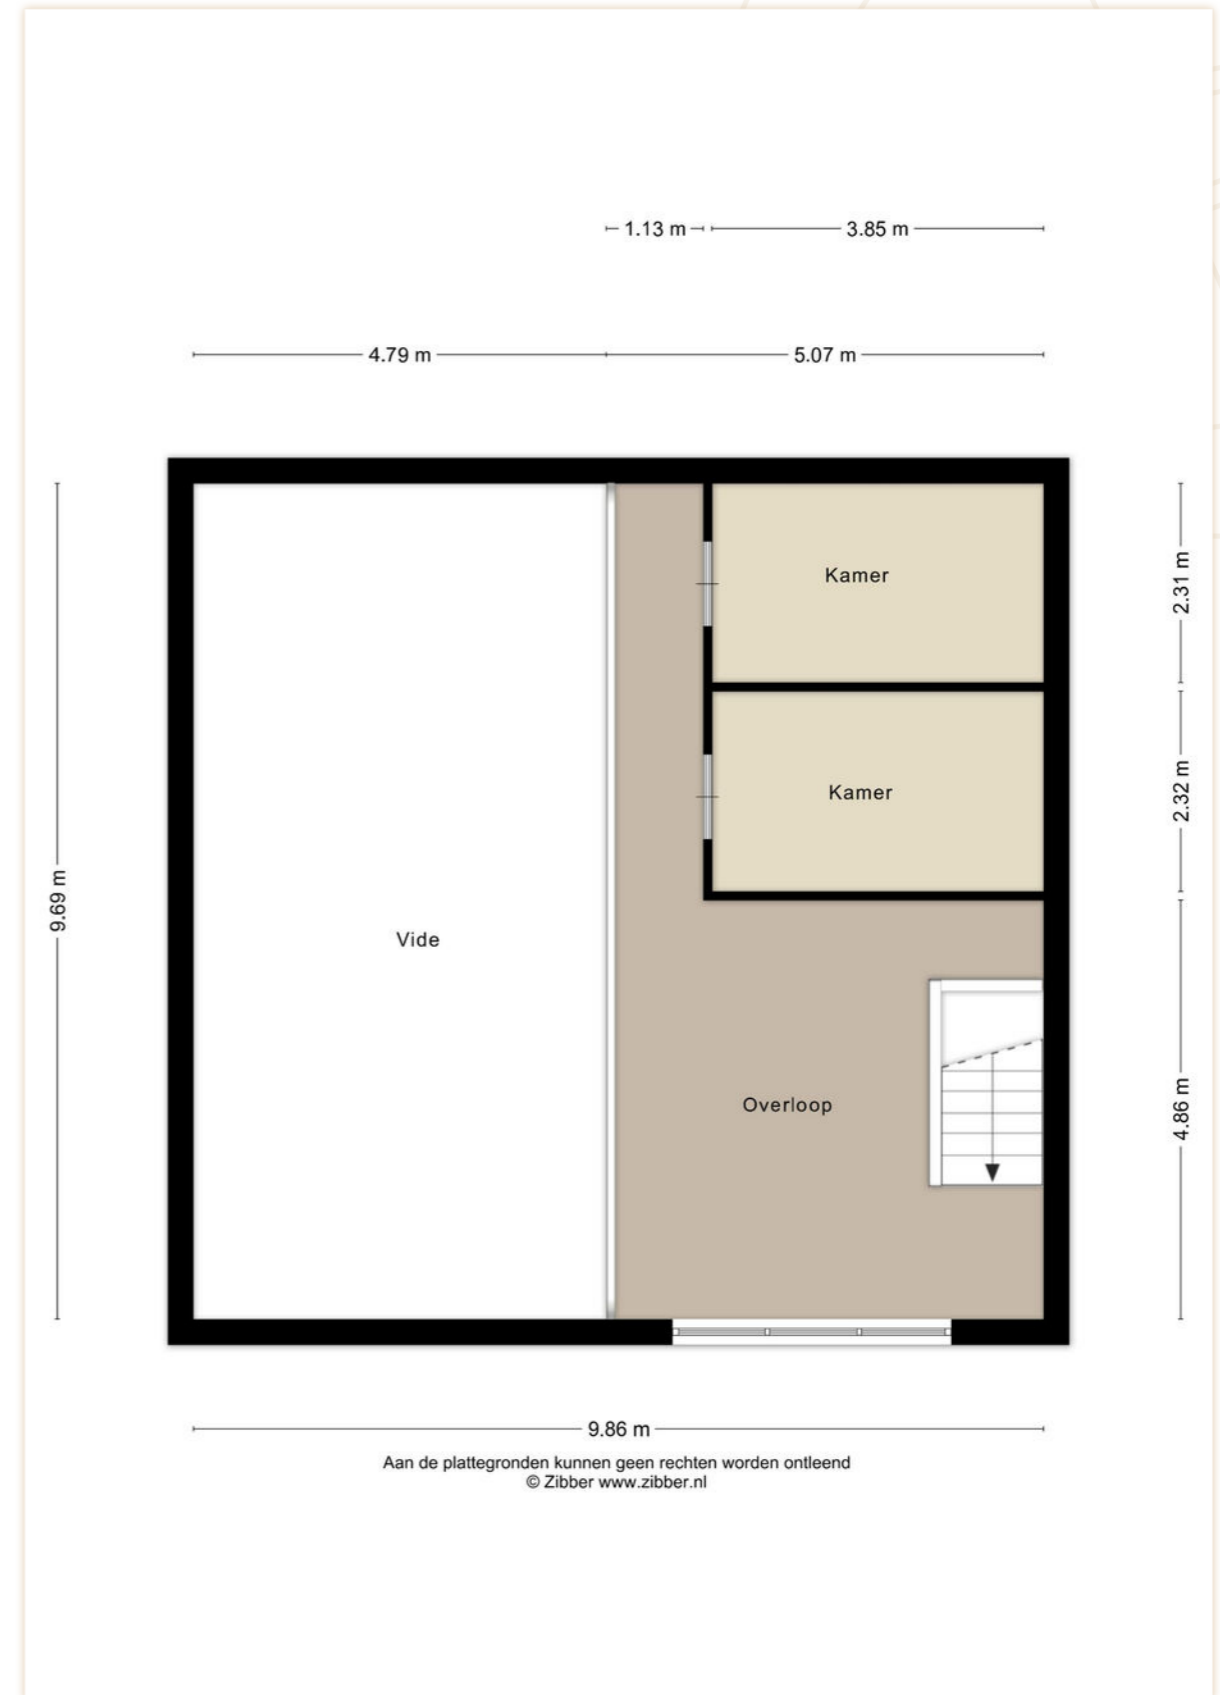 1.13 m
3.85 m
4.79 m
5.07 m
Kamer
2.31 m
Kamer
2.32 m
9.69 m
Vide
Overloop
4.86 m
9.86 m
Aan de plattegronden kunnen geen rechten worden ontleend
© Zibber www.zibber.nl